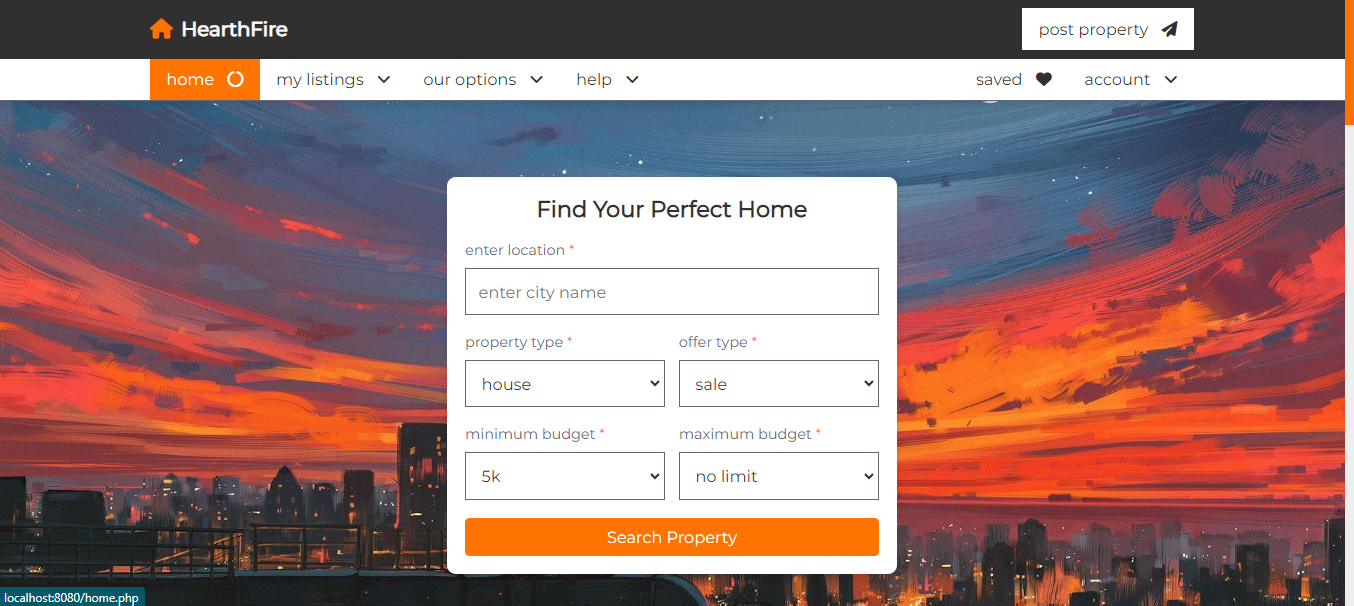 HearthFire
post property
home
my listings
our options
help
saved
account
Find Your Perfect Home
enter location *
enter city name
property type *
offer type *
house
sale
minimum budget *
maximum budget *
5k
no limit
Search Property
localhost:8080/home.php